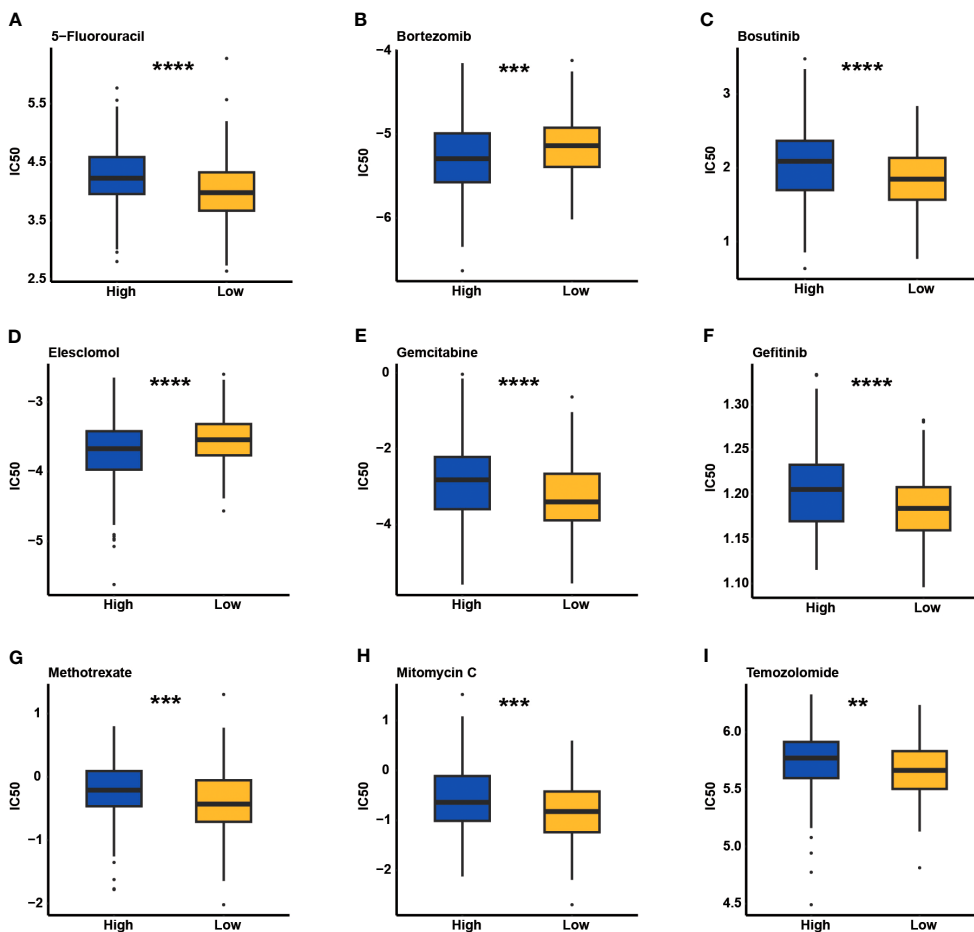 A
5−Fluorouracil
****
IC50
5.5
4.5
3.5
2.5
High
Low
B
Bortezomib
***
IC50
−4
−5
−6
High
Low
C
Bosutinib
****
IC50
3
2
1
High
Low
D
Elesclomol
****
IC50
−3
−4
−5
High
Low
E
Gemcitabine
****
IC50
0
−2
−4
High
Low
F
Gefitinib
****
IC50
1.30
1.25
1.20
1.15
1.10
High
Low
G
Methotrexate
***
IC50
1
0
−1
−2
High
Low
H
Mitomycin C
***
IC50
1
0
−1
−2
High
Low
I
Temozolomide
**
IC50
6.0
5.5
5.0
4.5
High
Low